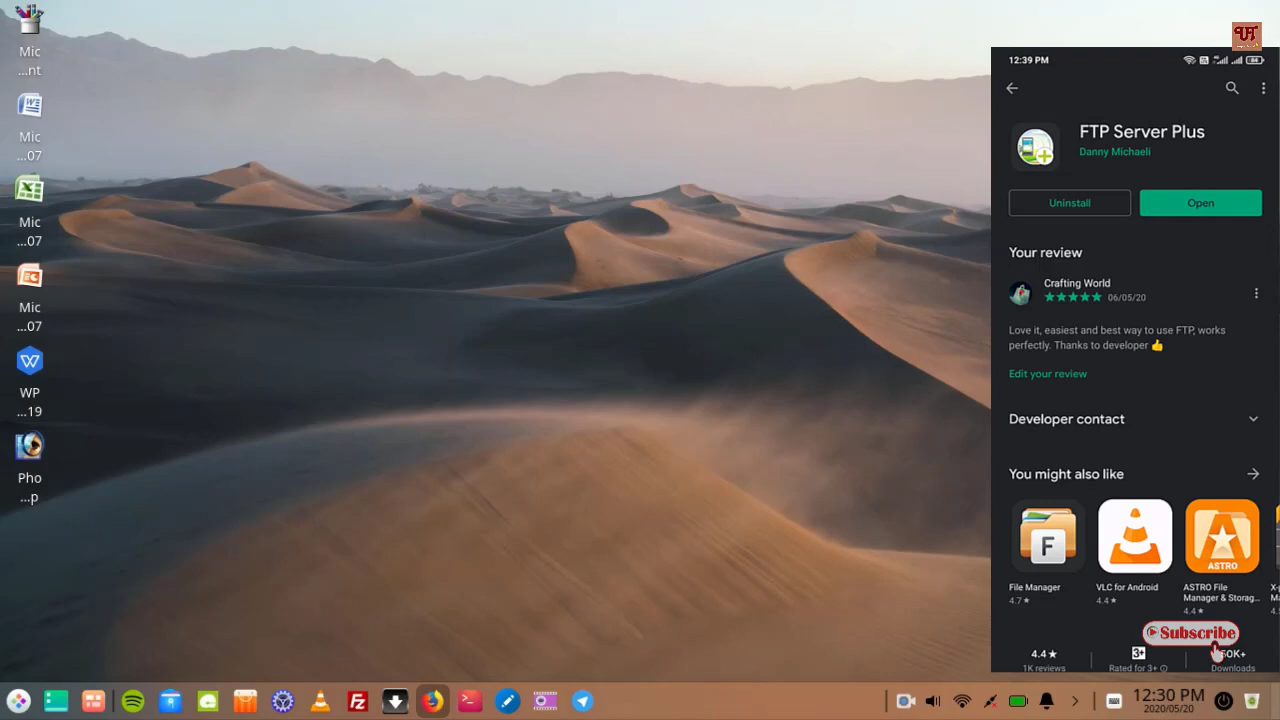 Mic
...nt
Mic
...07
Mic
...07
Mic
...07
WP
...19
Pho
...p
12:39 PM
FTP Server Plus
Danny Michaeli
Uninstall
Open
Your review
Crafting World
06/05/20
Love it, easiest and best way to use FTP, works
perfectly. Thanks to developer 👍
Edit your review
Developer contact
You might also like
F
ASTRO
File Manager
4.7 ★
VLC for Android
4.4 ★
ASTRO File
Manager & Storag...
4.4 ★
Subscribe
4.4 ★
1K reviews
3+
Rated for 3+
Downloads
12:30 PM
2020/05/20